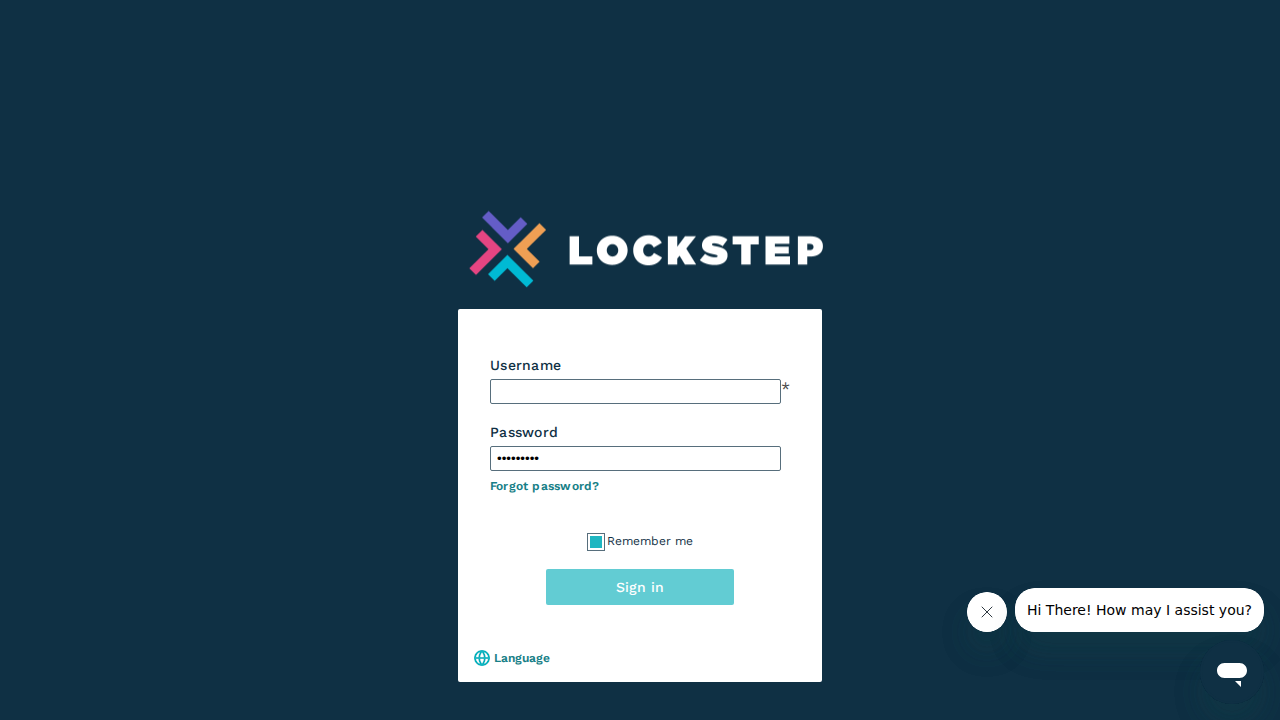 LOCKSTEP
Username
*
Password
•••••••••
Forgot password?
Remember me
Sign in
Hi There! How may I assist you?
Language